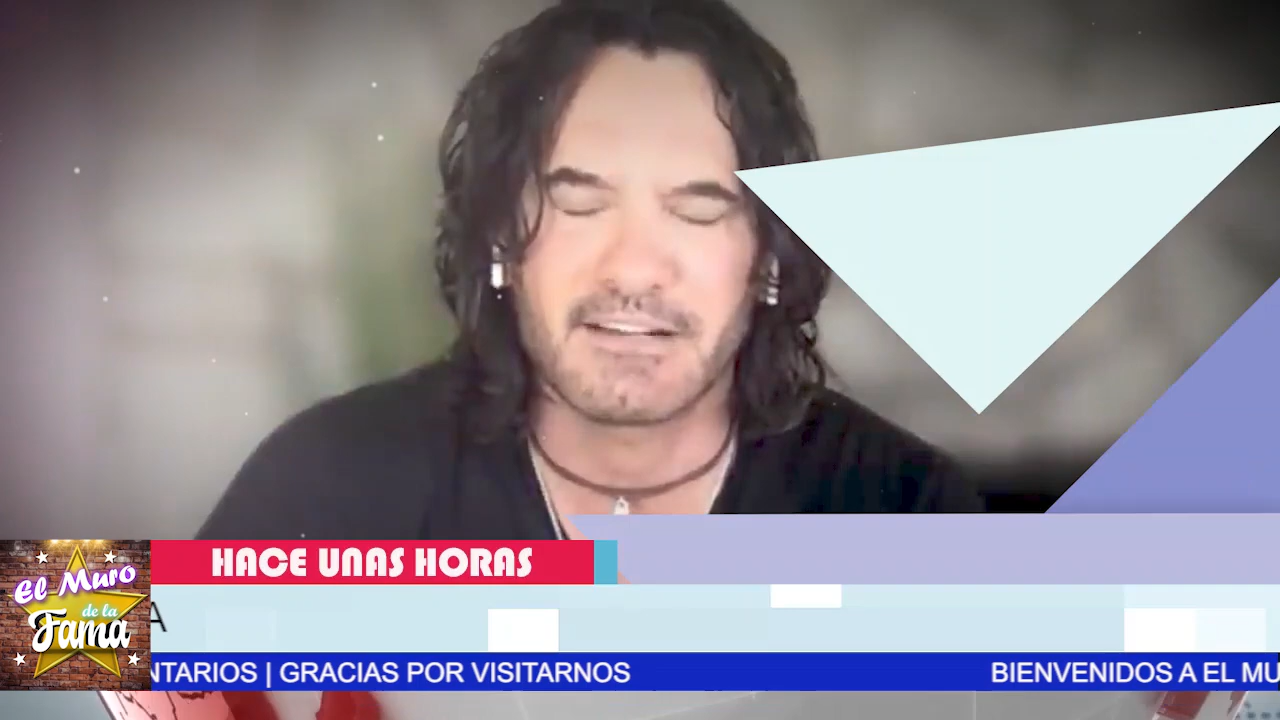 HACE UNAS HORAS
El Muro
de la
Fama
A
NTARIOS | GRACIAS POR VISITARNOS
BIENVENIDOS A EL MU